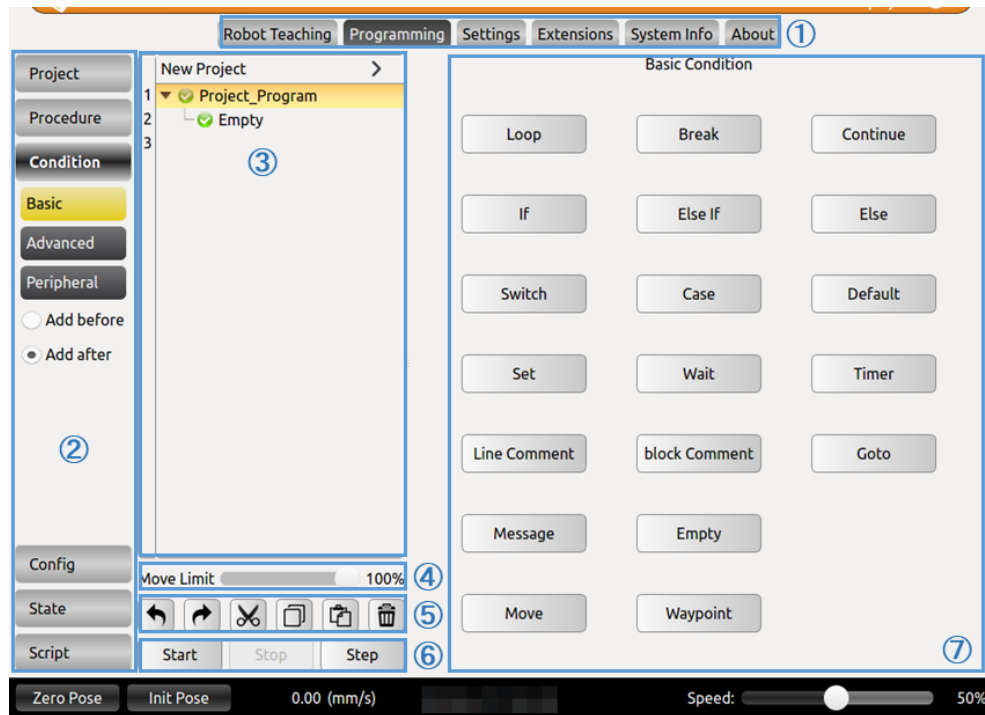 Robot Teaching Programming Settings Extensions System Info About ①
Project
Procedure
Condition
Basic
Advanced
Peripheral
Add before
Add after
②
Config
State
Script
New Project >
1 Project_Program
2 Empty
3
③
Move Limit 100% ④
⑤
Start Stop Step ⑥
Basic Condition
Loop Break Continue
If Else If Else
Switch Case Default
Set Wait Timer
Line Comment block Comment Goto
Message Empty
Move Waypoint
⑦
Zero Pose Init Pose 0.00 (mm/s) Speed: 50%